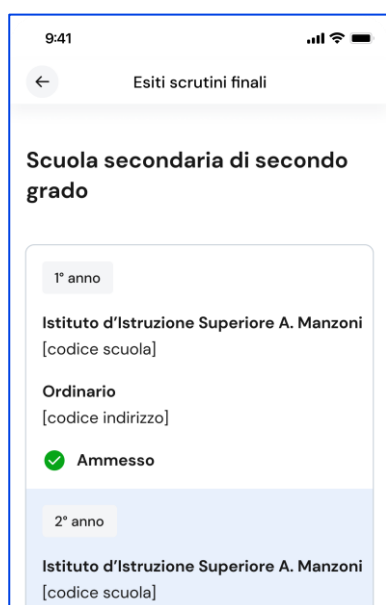 9:41
Esiti scrutini finali
Scuola secondaria di secondo
grado
1° anno
Istituto d'Istruzione Superiore A. Manzoni
[codice scuola]
Ordinario
[codice indirizzo]
Ammesso
2° anno
Istituto d'Istruzione Superiore A. Manzoni
[codice scuola]